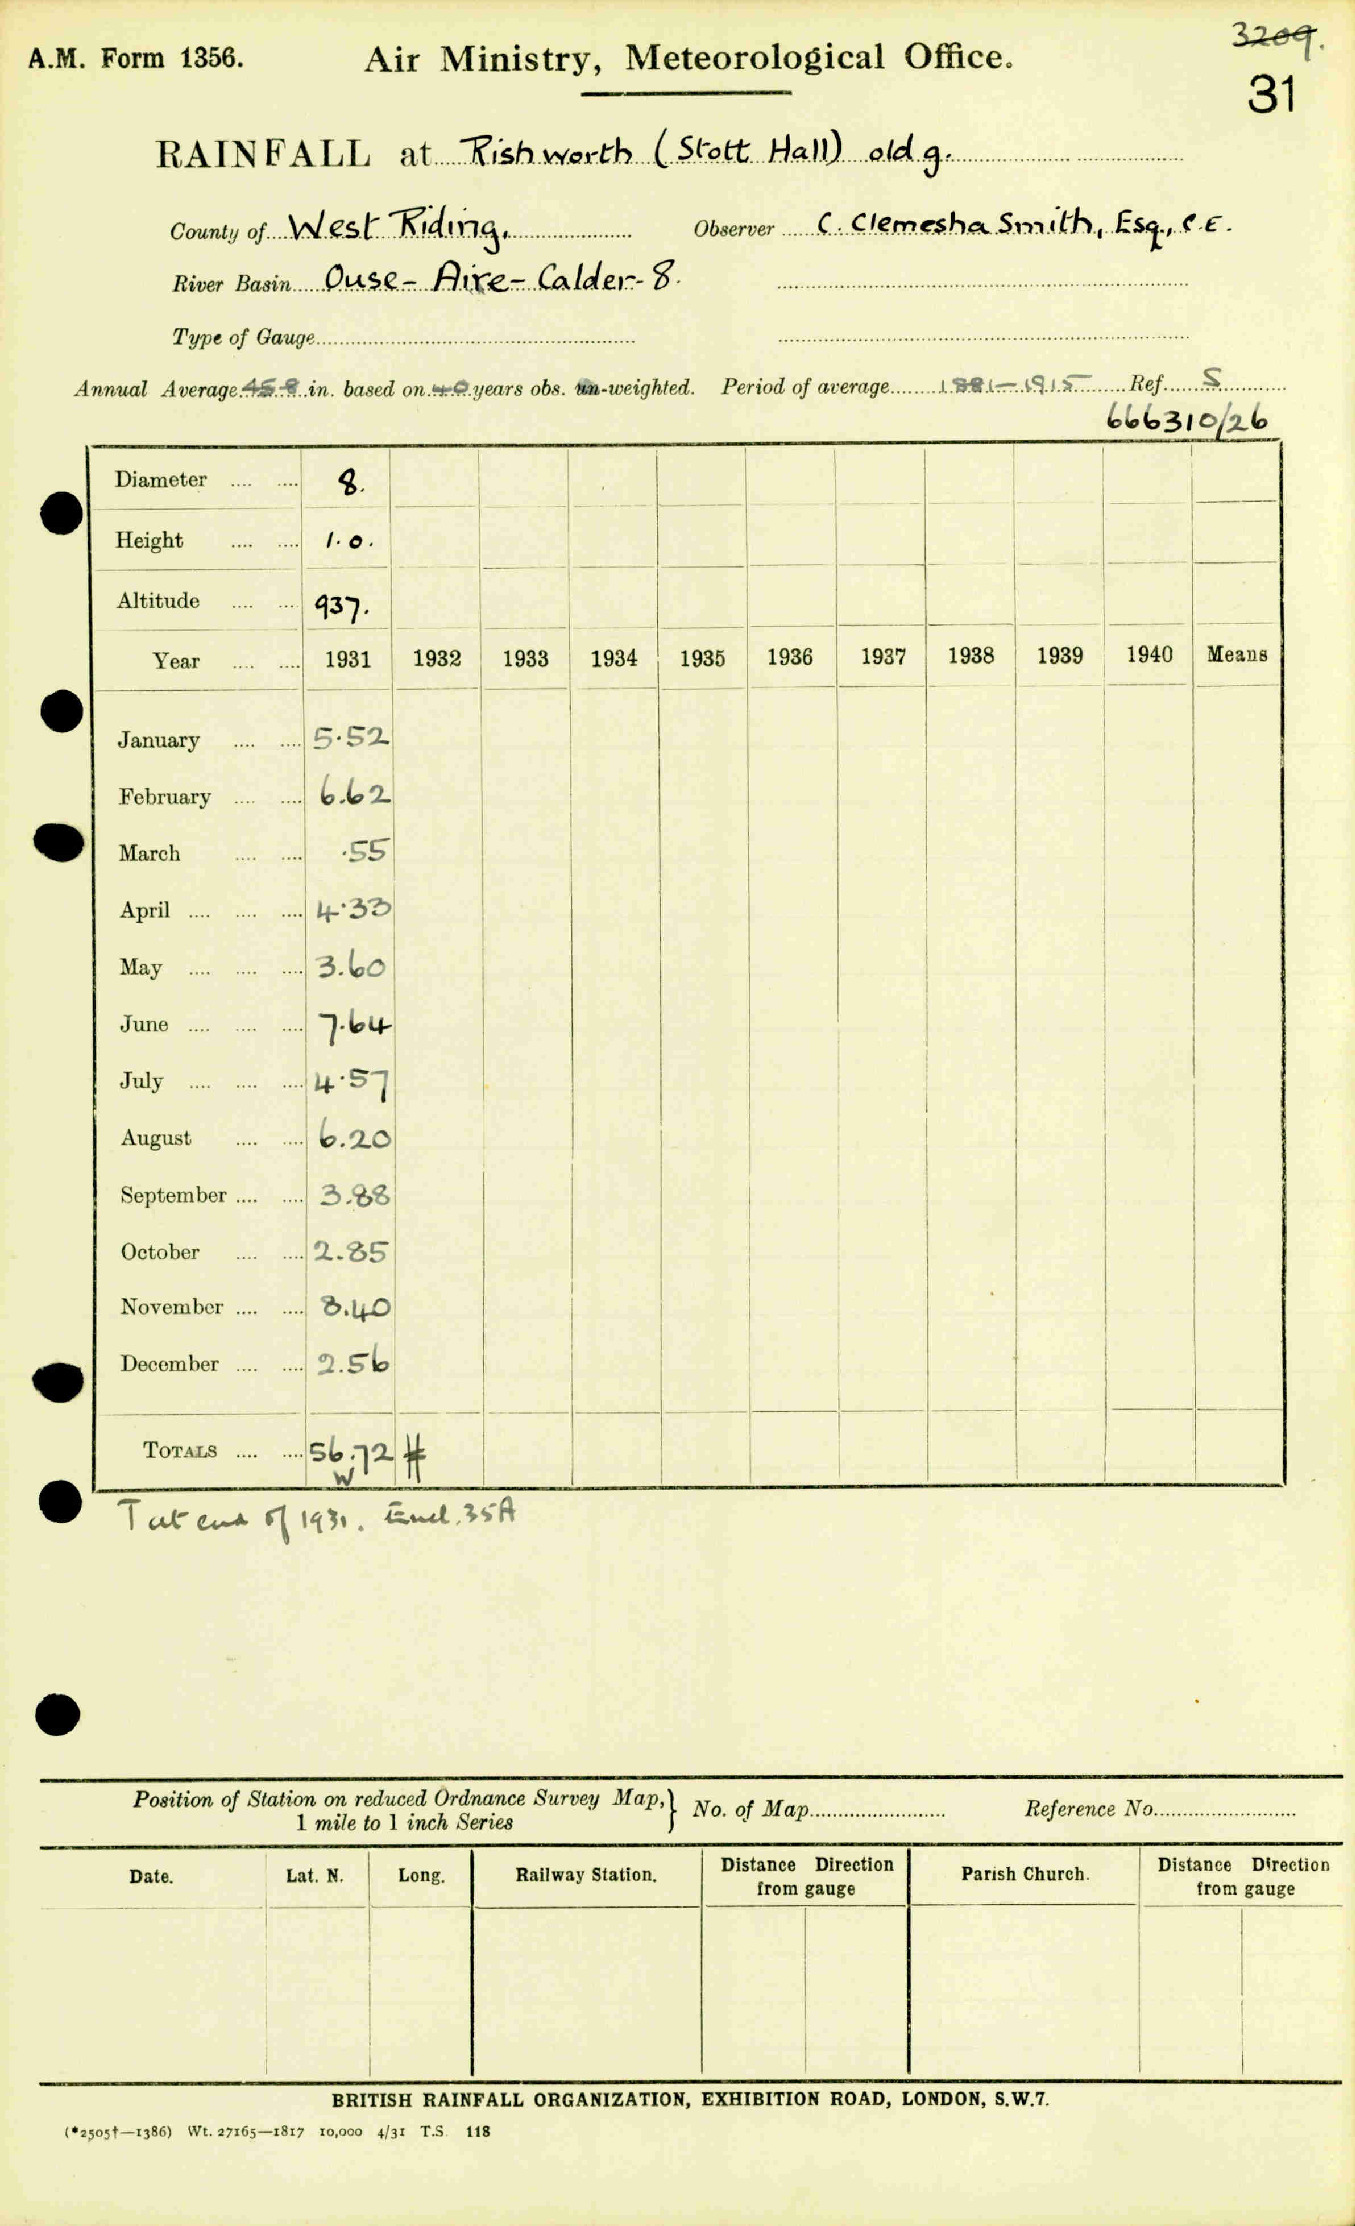 3209.
A.M. Form 1356. Air Ministry, Meteorological Office.
31
RAINFALL at Rishworth (Stott Hall) old g.
County of West Riding. Observer C. Clemesha Smith, Esq., C.E.
River Basin Ouse - Aire - Calder - 8.
Type of Gauge
Annual Average 45.8 in. based on 40 years obs. un-weighted. Period of average 1881-1915 Ref. S
666310/26
Diameter 8.
Height 1.0.
Altitude 937.
Year 1931 1932 1933 1934 1935 1936 1937 1938 1939 1940 Means
January 5.52
February 6.62
March .55
April 4.33
May 3.60
June 7.64
July 4.57
August 6.20
September 3.88
October 2.85
November 8.40
December 2.56
TOTALS 56.72 #
W
T at end of 1931. Encl. 35A
Position of Station on reduced Ordnance Survey Map, } No. of Map Reference No.
1 mile to 1 inch Series
Date. Lat. N. Long. Railway Station. Distance Direction from gauge Parish Church. Distance Direction from gauge
BRITISH RAINFALL ORGANIZATION, EXHIBITION ROAD, LONDON, S.W.7.
(*2505†—1386) Wt. 27165—1817 10,000 4/31 T.S. 118